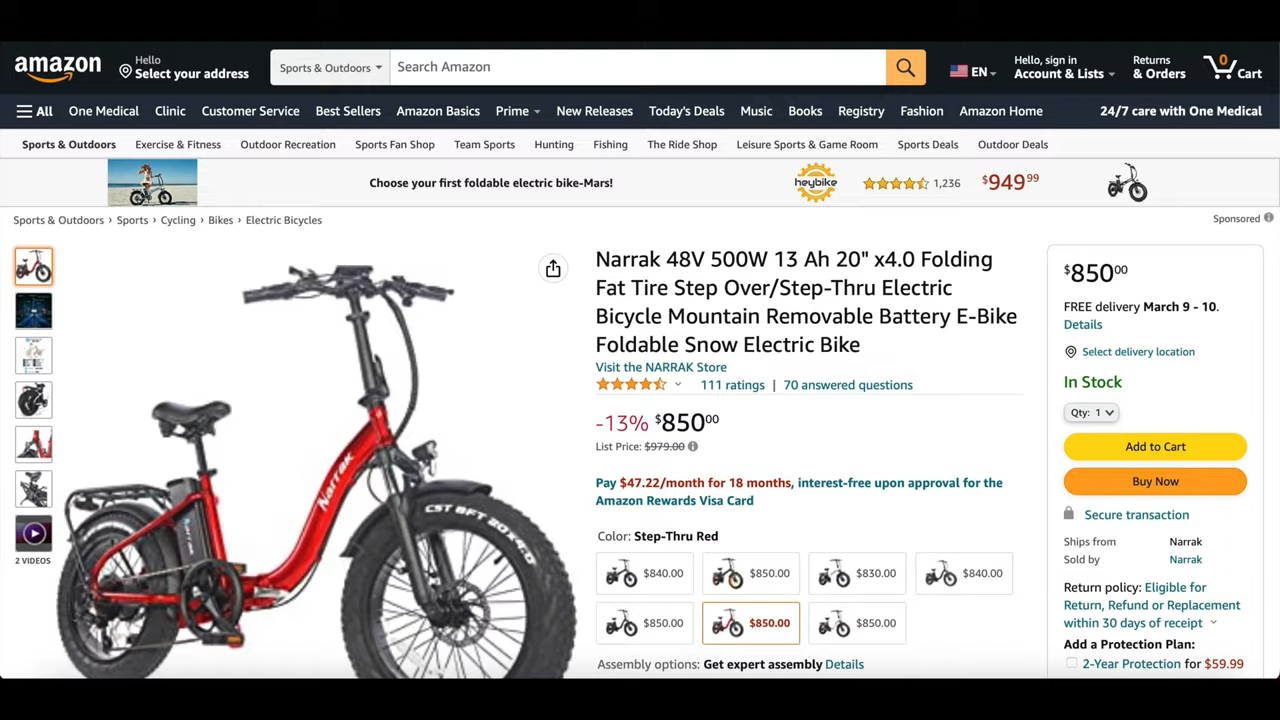 amazon
Hello
Select your address
Sports & Outdoors
Search Amazon
EN
Hello, sign in
Account & Lists
Returns
& Orders
0
Cart
All
One Medical
Clinic
Customer Service
Best Sellers
Amazon Basics
Prime
New Releases
Today's Deals
Music
Books
Registry
Fashion
Amazon Home
24/7 care with One Medical
Sports & Outdoors
Exercise & Fitness
Outdoor Recreation
Sports Fan Shop
Team Sports
Hunting
Fishing
The Ride Shop
Leisure Sports & Game Room
Sports Deals
Outdoor Deals
Choose your first foldable electric bike-Mars!
heybike
1,236
$94999
Sports & Outdoors › Sports › Cycling › Bikes › Electric Bicycles
Sponsored
2 VIDEOS
Narrak
CST BFT 20x4.0
Narrak 48V 500W 13 Ah 20" x4.0 Folding
Fat Tire Step Over/Step-Thru Electric
Bicycle Mountain Removable Battery E-Bike
Foldable Snow Electric Bike
Visit the NARRAK Store
111 ratings | 70 answered questions
-13% $85000
List Price: $979.00
Pay $47.22/month for 18 months, interest-free upon approval for the
Amazon Rewards Visa Card
Color: Step-Thru Red
$840.00
$850.00
$830.00
$840.00
$850.00
$850.00
$850.00
Assembly options: Get expert assembly Details
$85000
FREE delivery March 9 - 10.
Details
Select delivery location
In Stock
Qty: 1
Add to Cart
Buy Now
Secure transaction
Ships from Narrak
Sold by Narrak
Return policy: Eligible for
Return, Refund or Replacement
within 30 days of receipt
Add a Protection Plan:
2-Year Protection for $59.99